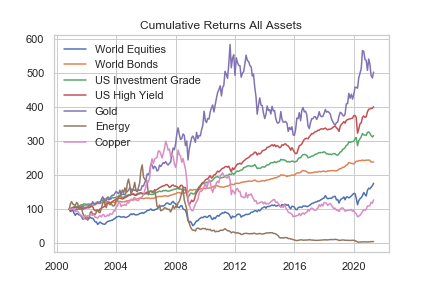 Cumulative Returns All Assets
600
500
400
300
200
100
0
World Equities
World Bonds
US Investment Grade
US High Yield
Gold
Energy
Copper
2000
2004
2008
2012
2016
2020